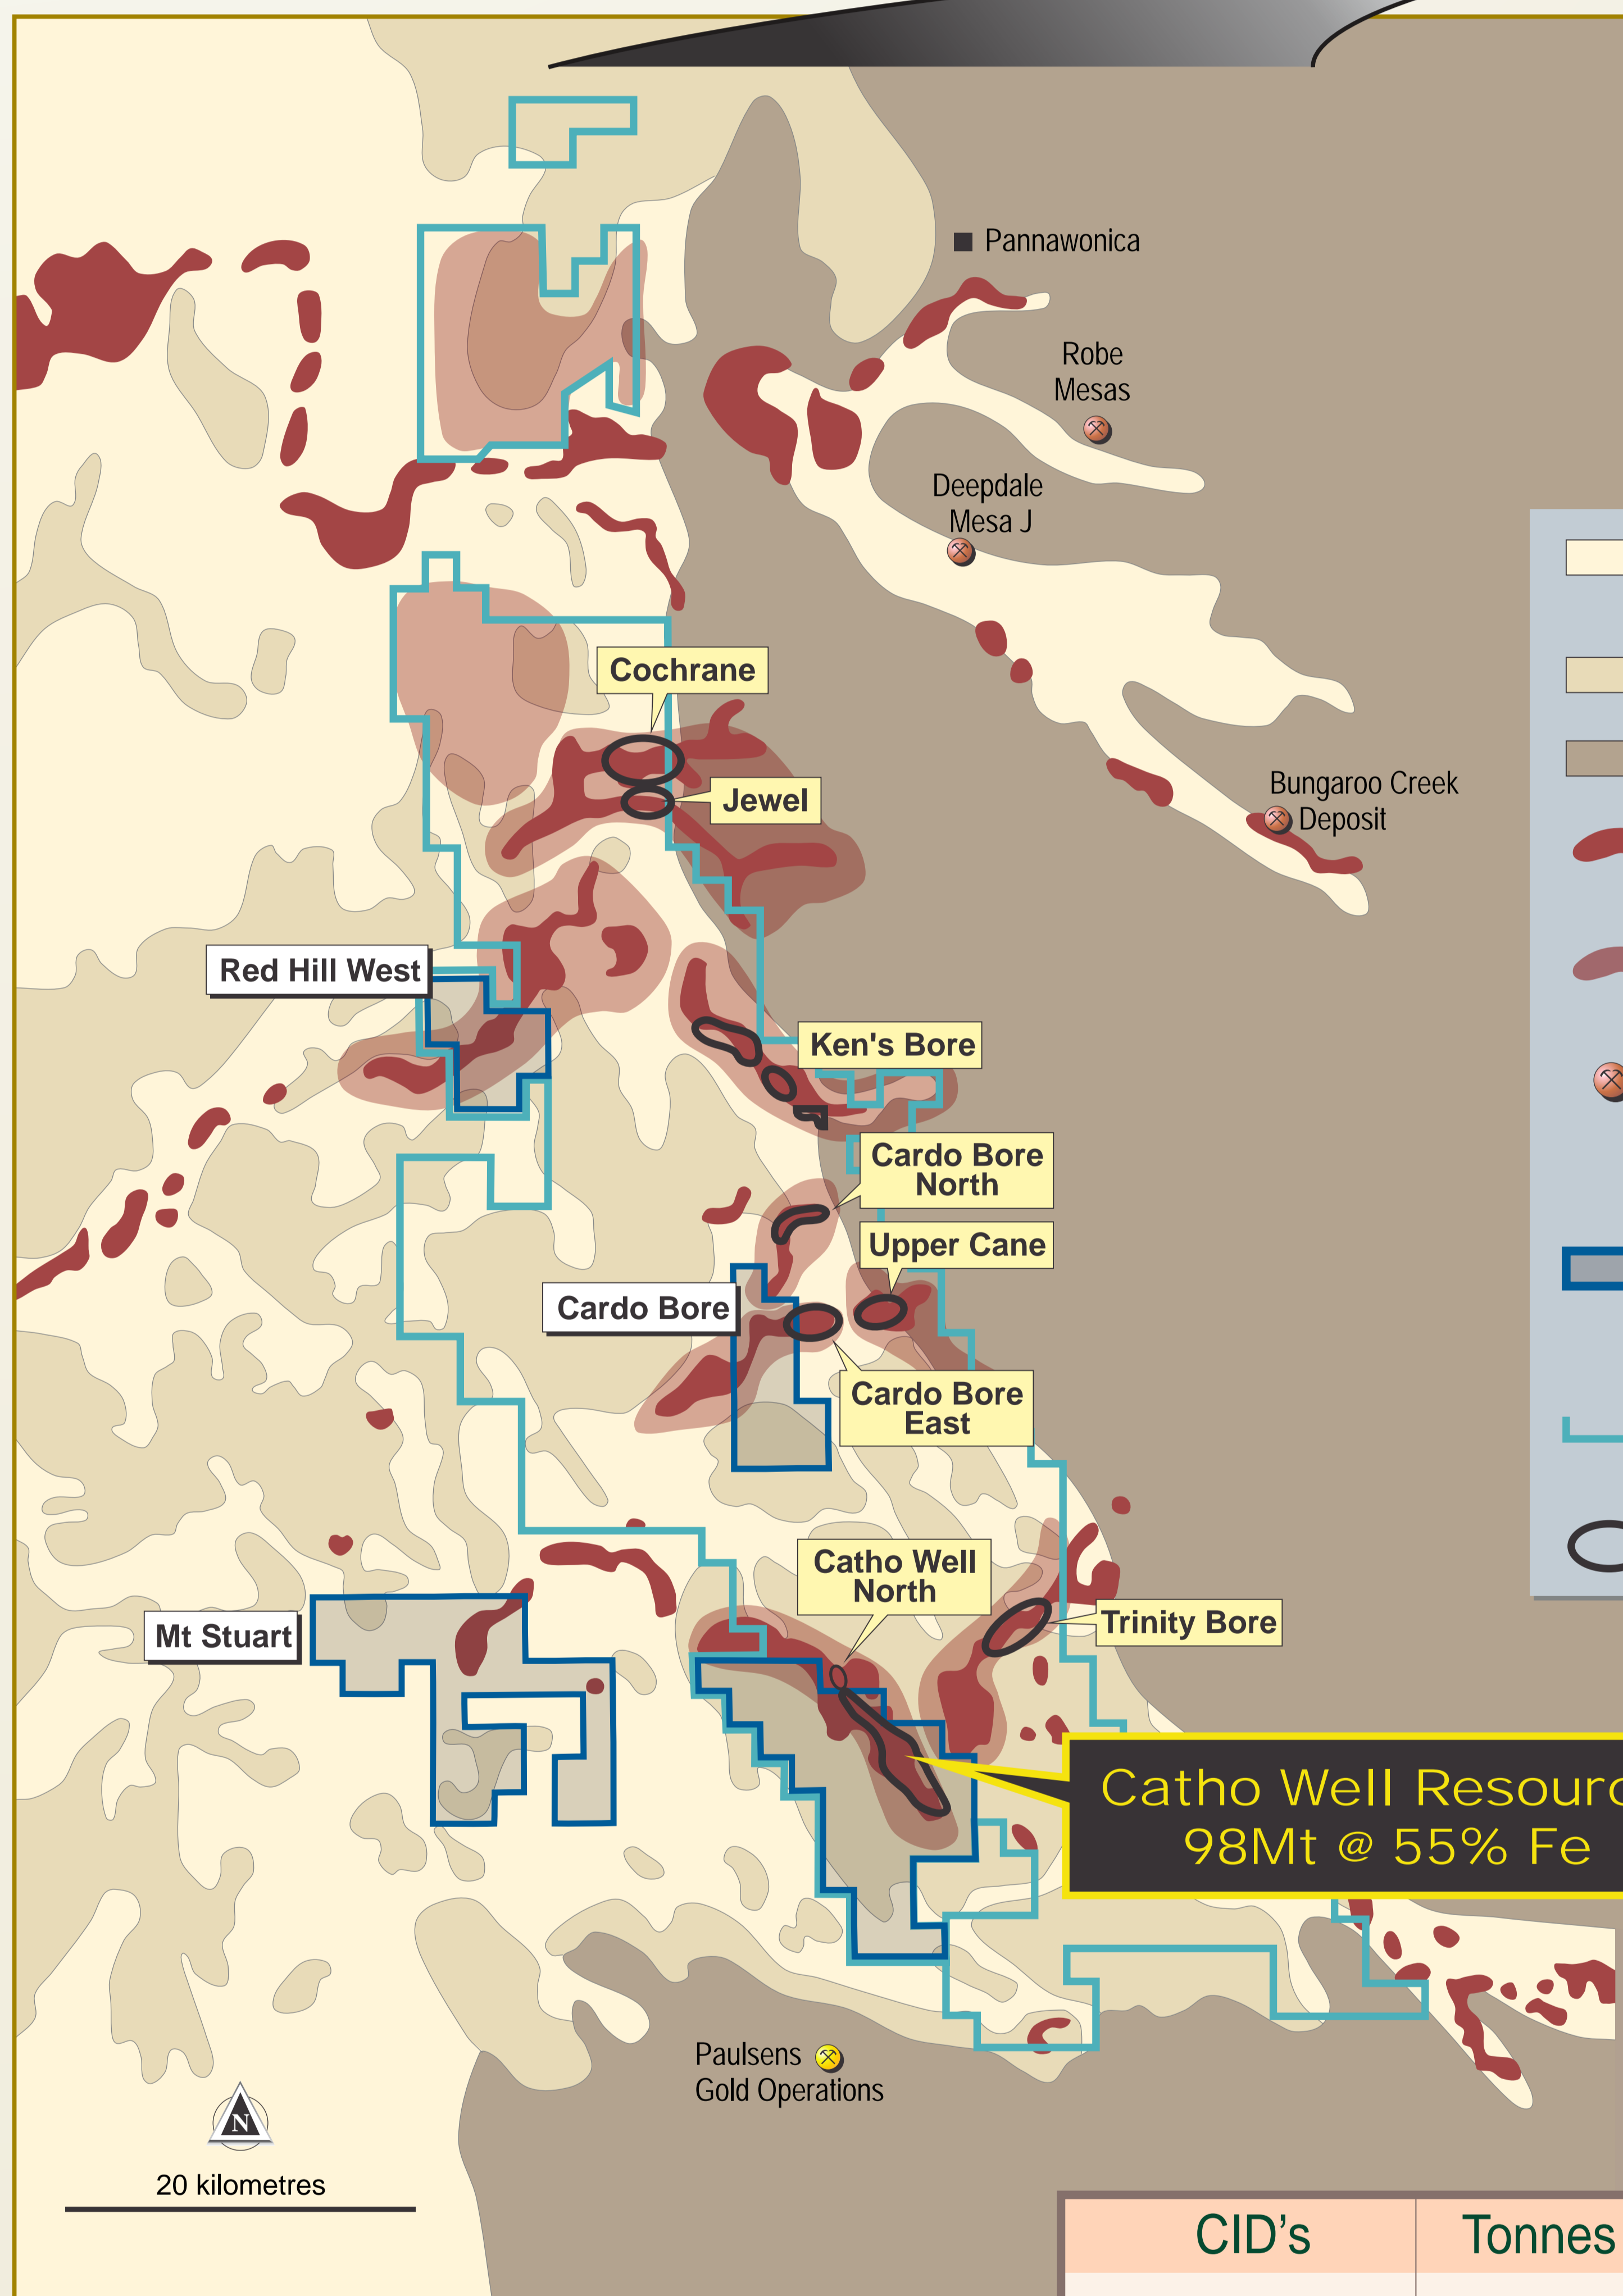 Pannawonica
Robe
Mesas
Deepdale
Mesa J
Cochrane
Jewel
Bungaroo Creek
Deposit
Red Hill West
Ken's Bore
Cardo Bore
North
Upper Cane
Cardo Bore
Cardo Bore
East
Catho Well
North
Trinity Bore
Mt Stuart
Catho Well Resourc
98Mt @ 55% Fe
Paulsens
Gold Operations
N
20 kilometres
CID's
Tonnes